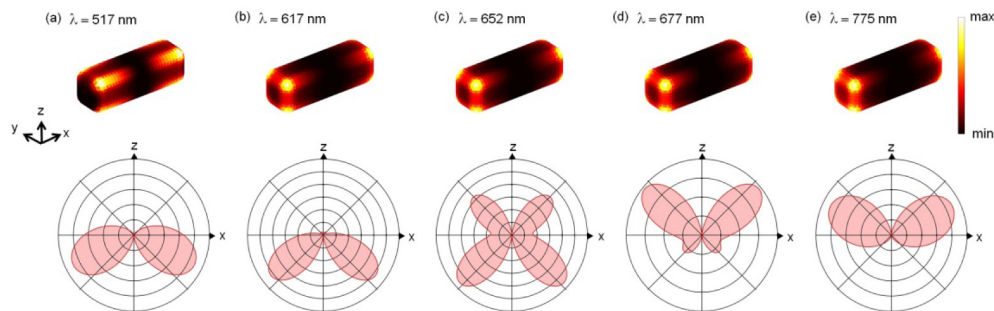 (a) λ = 517 nm
(b) λ = 617 nm
(c) λ = 652 nm
(d) λ = 677 nm
(e) λ = 775 nm
max
min
z
y
x
z
x
z
x
z
x
z
x
z
x